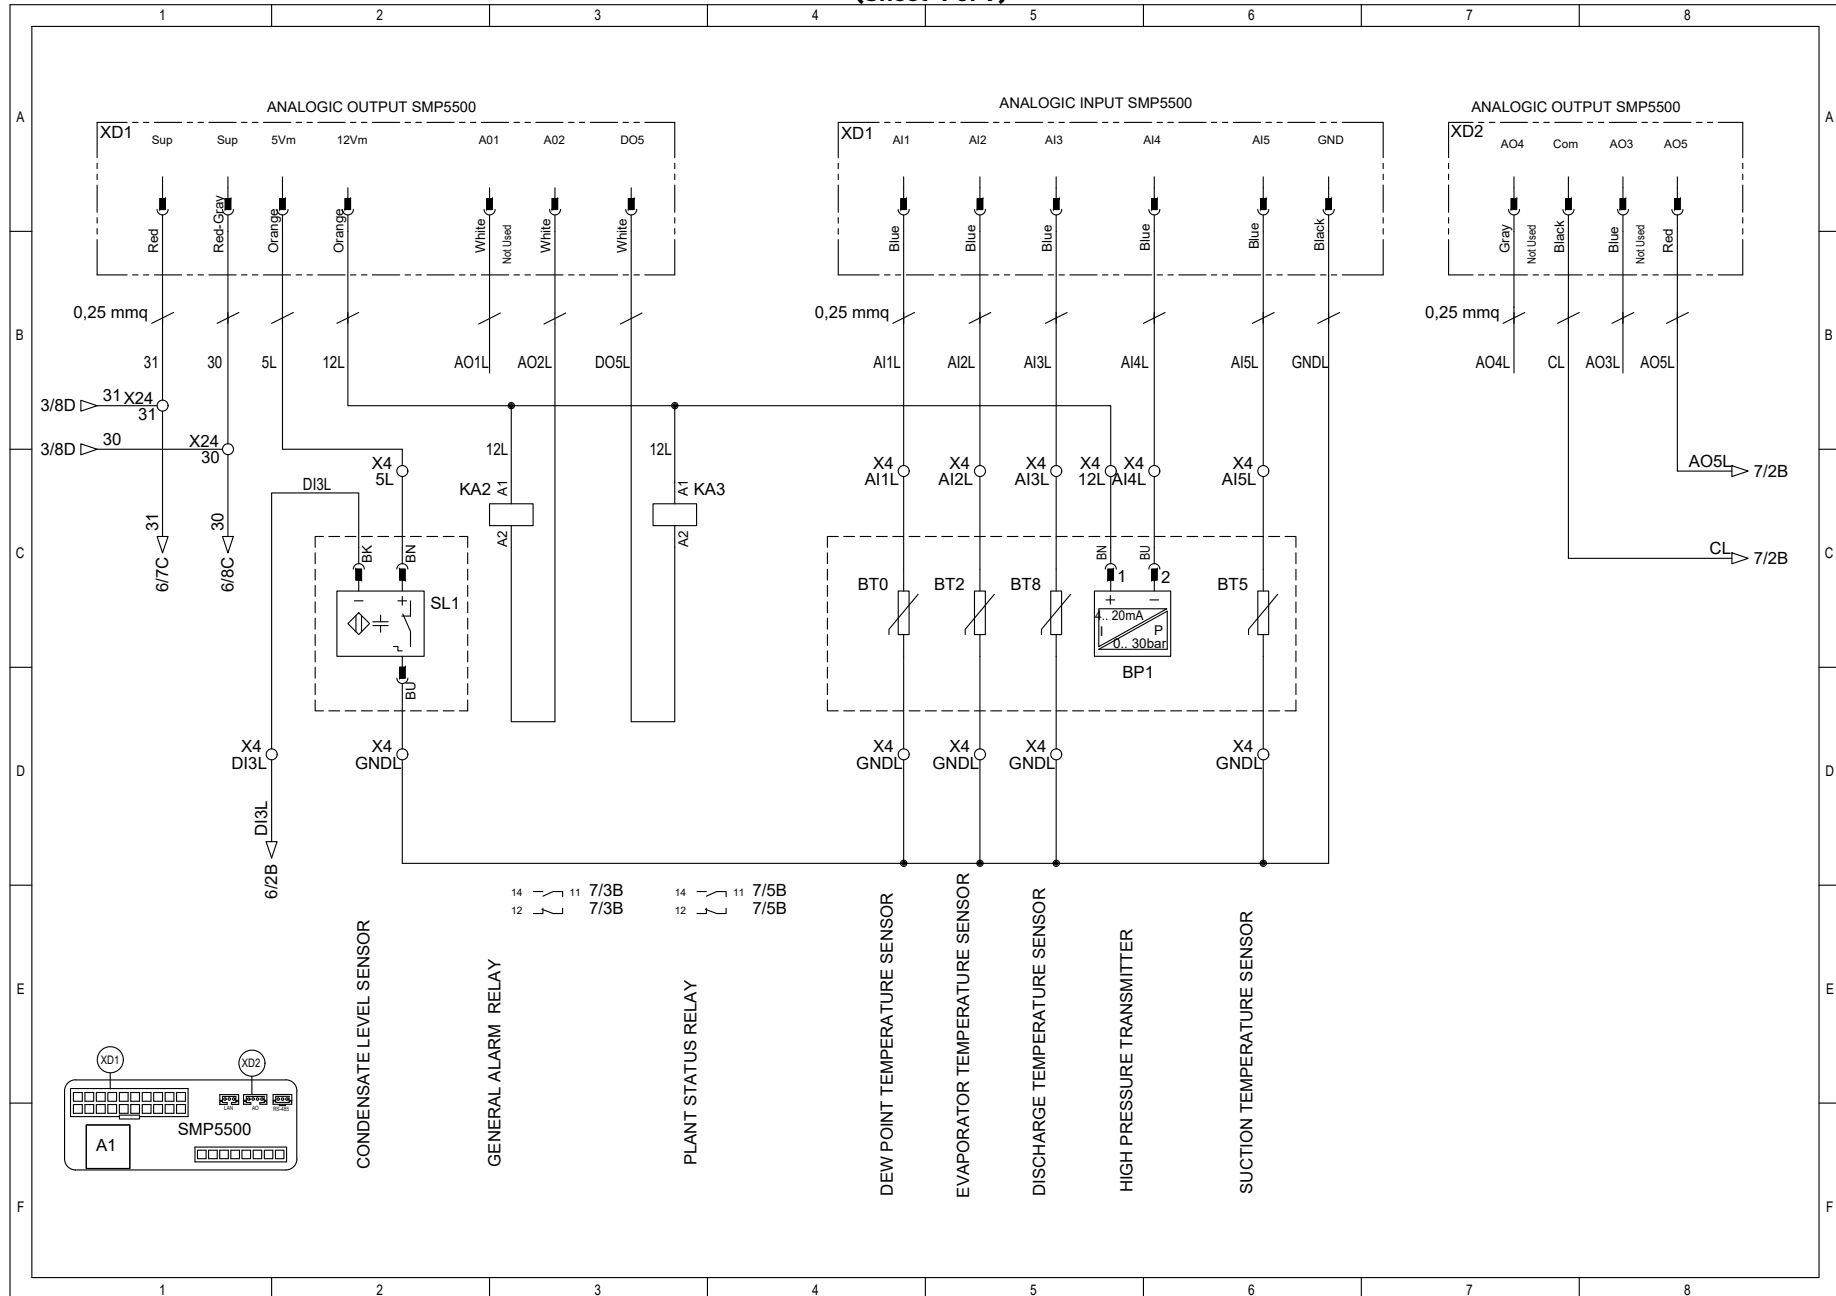 1 2 3 4 5 6 7 8
A A
ANALOGIC OUTPUT SMP5500
XD1 Sup Sup 5Vm 12Vm A01 A02 DO5
Red
Red-Gray
Orange
Orange
White
Not Used
White
White
ANALOGIC INPUT SMP5500
XD1 AI1 AI2 AI3 AI4 AI5 GND
Blue
Blue
Blue
Blue
Blue
Black
ANALOGIC OUTPUT SMP5500
XD2 AO4 Com AO3 AO5
Gray
Not Used
Black
Blue
Not Used
Red
B B
0,25 mmq
0,25 mmq
0,25 mmq
31 30 5L 12L AO1L AO2L DO5L
AI1L AI2L AI3L AI4L AI5L GNDL
AO4L CL AO3L AO5L
3/8D 31 X24
31
3/8D 30 X24
30
12L 12L
X4
5L
DI3L
KA2 A1
A2
A1 KA3
A2
X4
AI1L
X4
AI2L
X4
AI3L
X4
12L
X4
AI4L
X4
AI5L
AO5L 7/2B
CL 7/2B
C C
31
6/7C
30
6/8C
BK BN
− +
SL1
BU
BT0 BT2 BT8
BN BU
1 2
+ −
4.. 20mA
I P
0.. 30bar
BP1
BT5
D D
X4
DI3L
X4
GNDL
X4
GNDL
X4
GNDL
X4
GNDL
X4
GNDL
DI3L
6/2B
14 11 7/3B
12 7/3B
14 11 7/5B
12 7/5B
E E
CONDENSATE LEVEL SENSOR
GENERAL ALARM RELAY
PLANT STATUS RELAY
DEW POINT TEMPERATURE SENSOR
EVAPORATOR TEMPERATURE SENSOR
DISCHARGE TEMPERATURE SENSOR
HIGH PRESSURE TRANSMITTER
SUCTION TEMPERATURE SENSOR
XD1 XD2
LAN AO RS-485
SMP5500
A1
F F
1 2 3 4 5 6 7 8